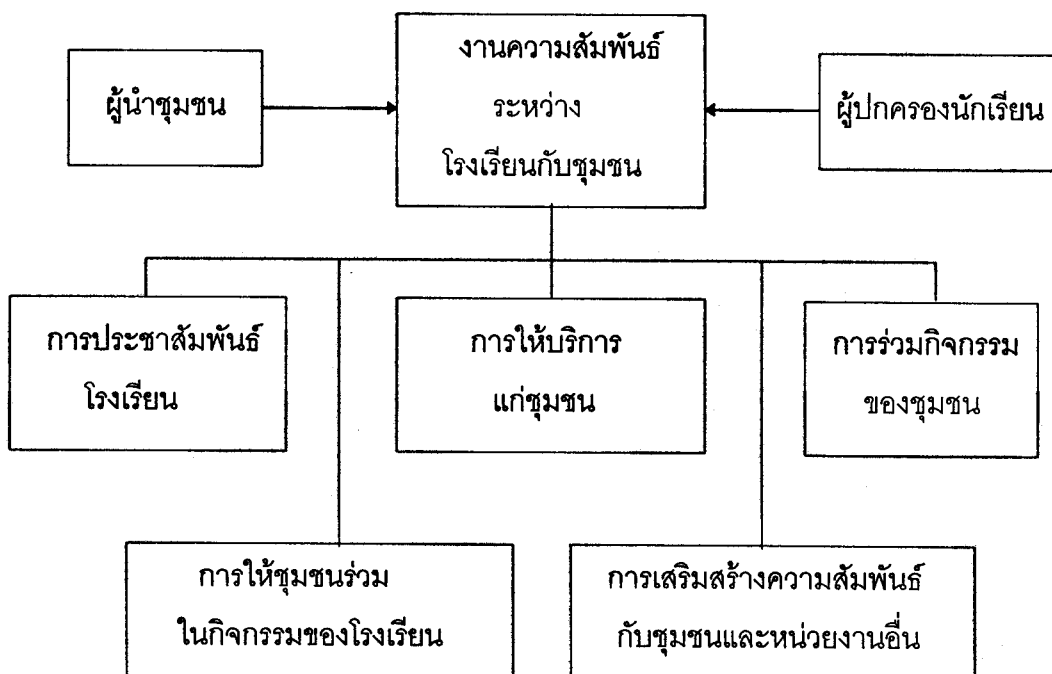 งานความสัมพันธ์
ระหว่าง
โรงเรียนกับชุมชน
ผู้นำชุมชน
ผู้ปกครองนักเรียน
การประชาสัมพันธ์
โรงเรียน
การให้บริการ
แก่ชุมชน
การร่วมกิจกรรม
ของชุมชน
การให้ชุมชนร่วม
ในกิจกรรมของโรงเรียน
การเสริมสร้างความสัมพันธ์
กับชุมชนและหน่วยงานอื่น